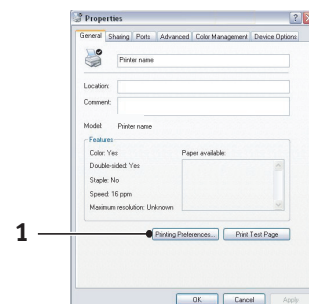 Properties
General Sharing Ports Advanced Color Management Device Options
Printer name
Location:
Comment:
Model: Printer name
Features
Color: Yes Paper available:
Double-sided: Yes
Staple: No
Speed: 16 ppm
Maximum resolution: Unknown
1
Printing Preferences... Print Test Page
OK Cancel Apply